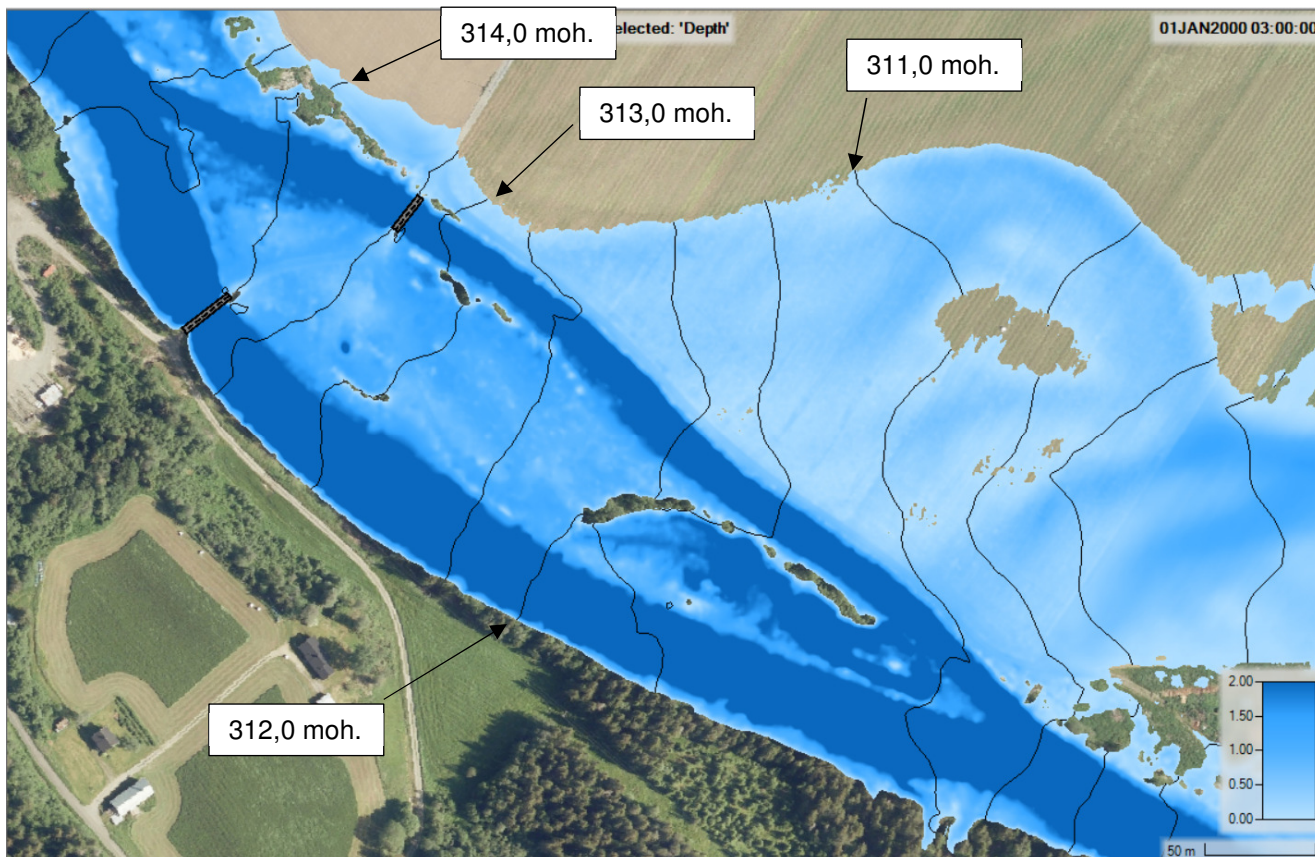 elected: 'Depth'
01JAN2000 03:00:00
314,0 moh.
311,0 moh.
313,0 moh.
312,0 moh.
2.00
1.50
1.00
0.50
0.00
50 m